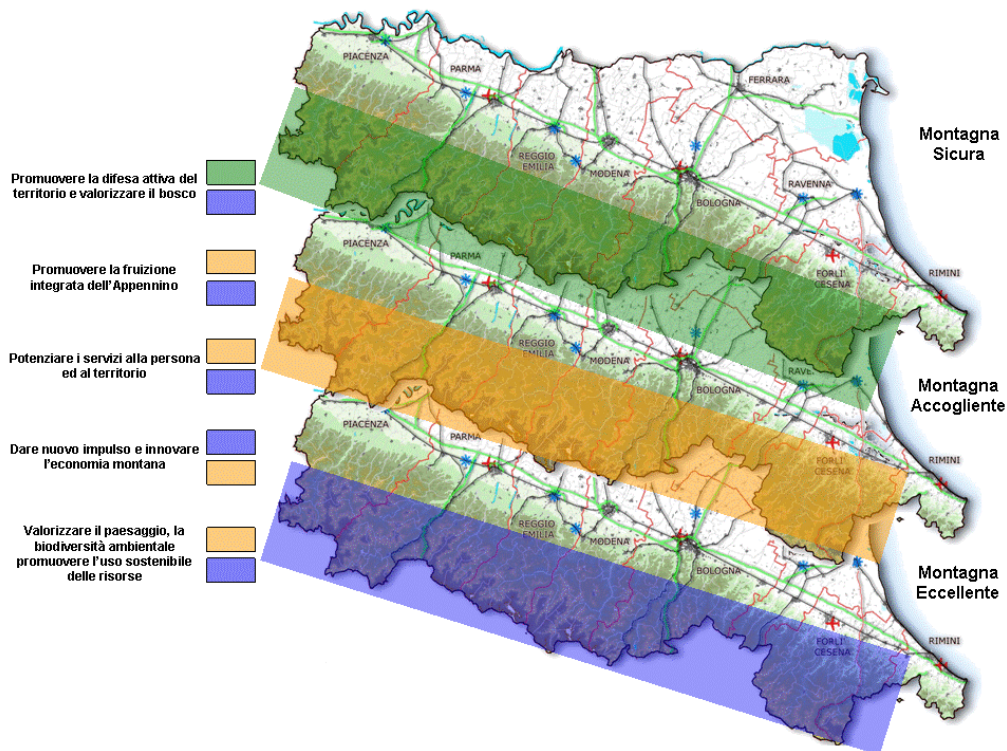 Promuovere la difesa attiva del
territorio e valorizzare il bosco
Promuovere la fruizione
integrata dell'Appennino
Potenziare i servizi alla persona
ed al territorio
Dare nuovo impulso e innovare
l'economia montana
Valorizzare il paesaggio, la
biodiversità ambientale
promuovere l'uso sostenibile
delle risorse
PIACENZA
PARMA
FERRARA
REGGIO
EMILIA
MODENA
BOLOGNA
RAVENNA
FORLI'
CESENA
RIMINI
Montagna
Sicura
PIACENZA
PARMA
REGGIO
EMILIA
MODENA
BOLOGNA
FORLI'
CESENA
RIMINI
Montagna
Accogliente
PIACENZA
PARMA
REGGIO
EMILIA
MODENA
BOLOGNA
FORLI'
CESENA
RIMINI
Montagna
Eccellente